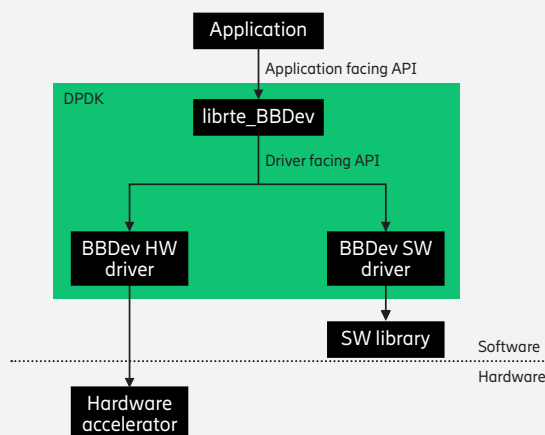 Application
Application facing API
DPDK
librte_BBDev
Driver facing API
BBDev HW
driver
BBDev SW
driver
SW library
Software
Hardware
Hardware
accelerator